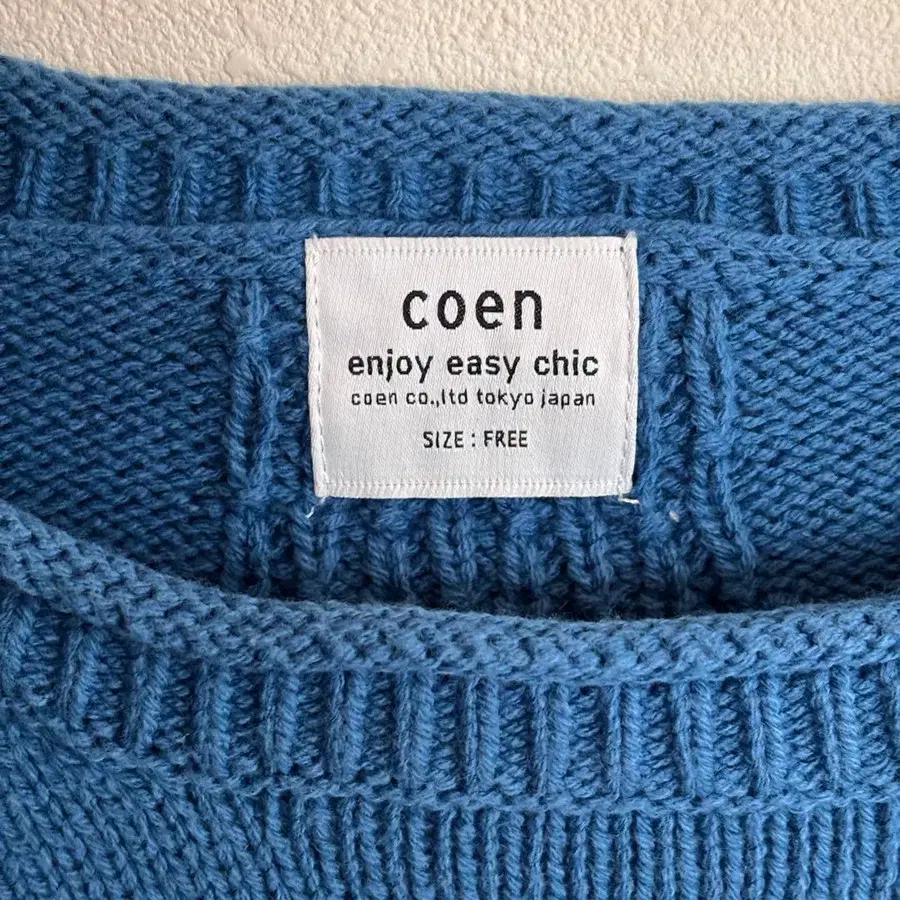 coen
enjoy easy chic
coen co.,ltd tokyo japan
SIZE : FREE